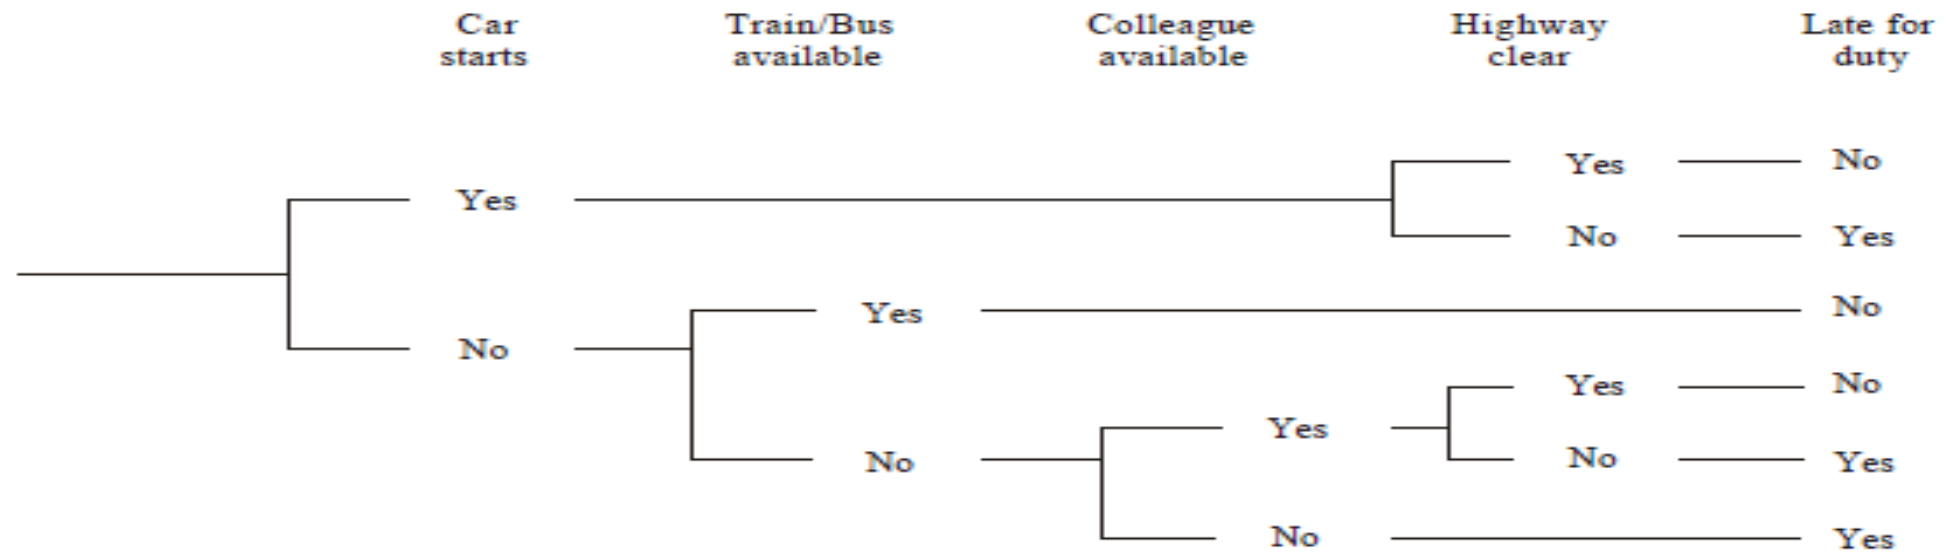 Car starts
Train/Bus available
Colleague available
Highway clear
Late for duty
Yes No
Yes
No Yes
Yes No
No
Yes No
Yes
No
No Yes
No Yes